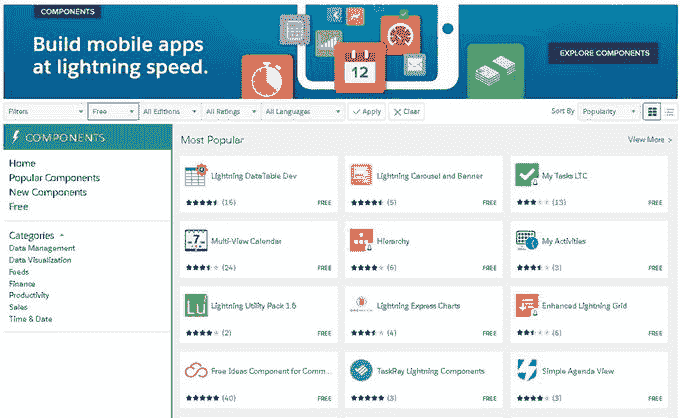 COMPONENTS
Build mobile apps
at lightning speed.
12
EXPLORE COMPONENTS
Filters Free All Editions All Ratings All Languages Apply Clear Sort By Popularity
COMPONENTS
Home
Popular Components
New Components
Free
Categories
Data Management
Data Visualization
Feeds
Finance
Productivity
Sales
Time & Date
Most Popular View More >
Lightning DataTable Dev
(16) FREE
Lightning Carousel and Banner
(5) FREE
My Tasks LTC
(13) FREE
7
Multi-View Calendar
(24) FREE
Hierarchy
(6) FREE
My Activities
(3) FREE
Lu
Lightning Utility Pack 1.5
(2) FREE
Lightning Express Charts
(4) FREE
Enhanced Lightning Grid
(6) FREE
Free Ideas Component for Comm...
(40) FREE
TaskRay Lightning Components
(3) FREE
Simple Agenda View
(3) FREE